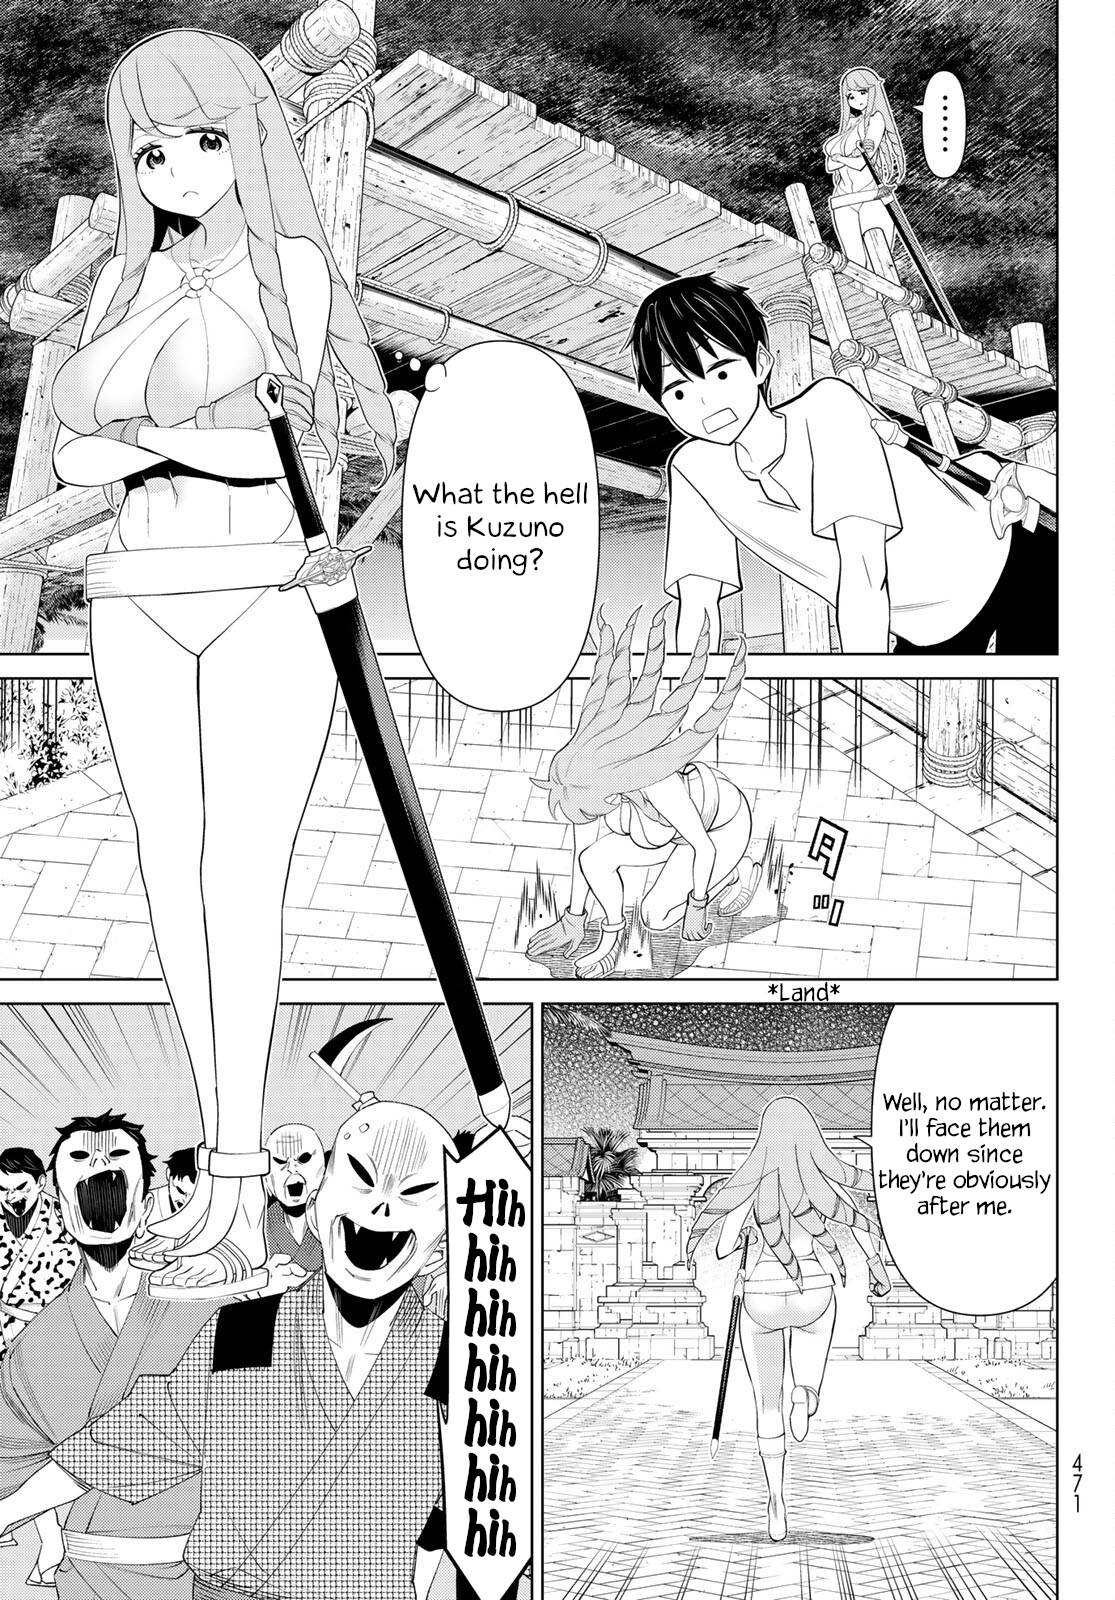 .......
What the hell
is Kuzuno
doing?
*Land*
Well, no matter.
I'll face them
down since
they're obviously
after me.
Hih
hih
hih
hih
hih
hih
hih
471